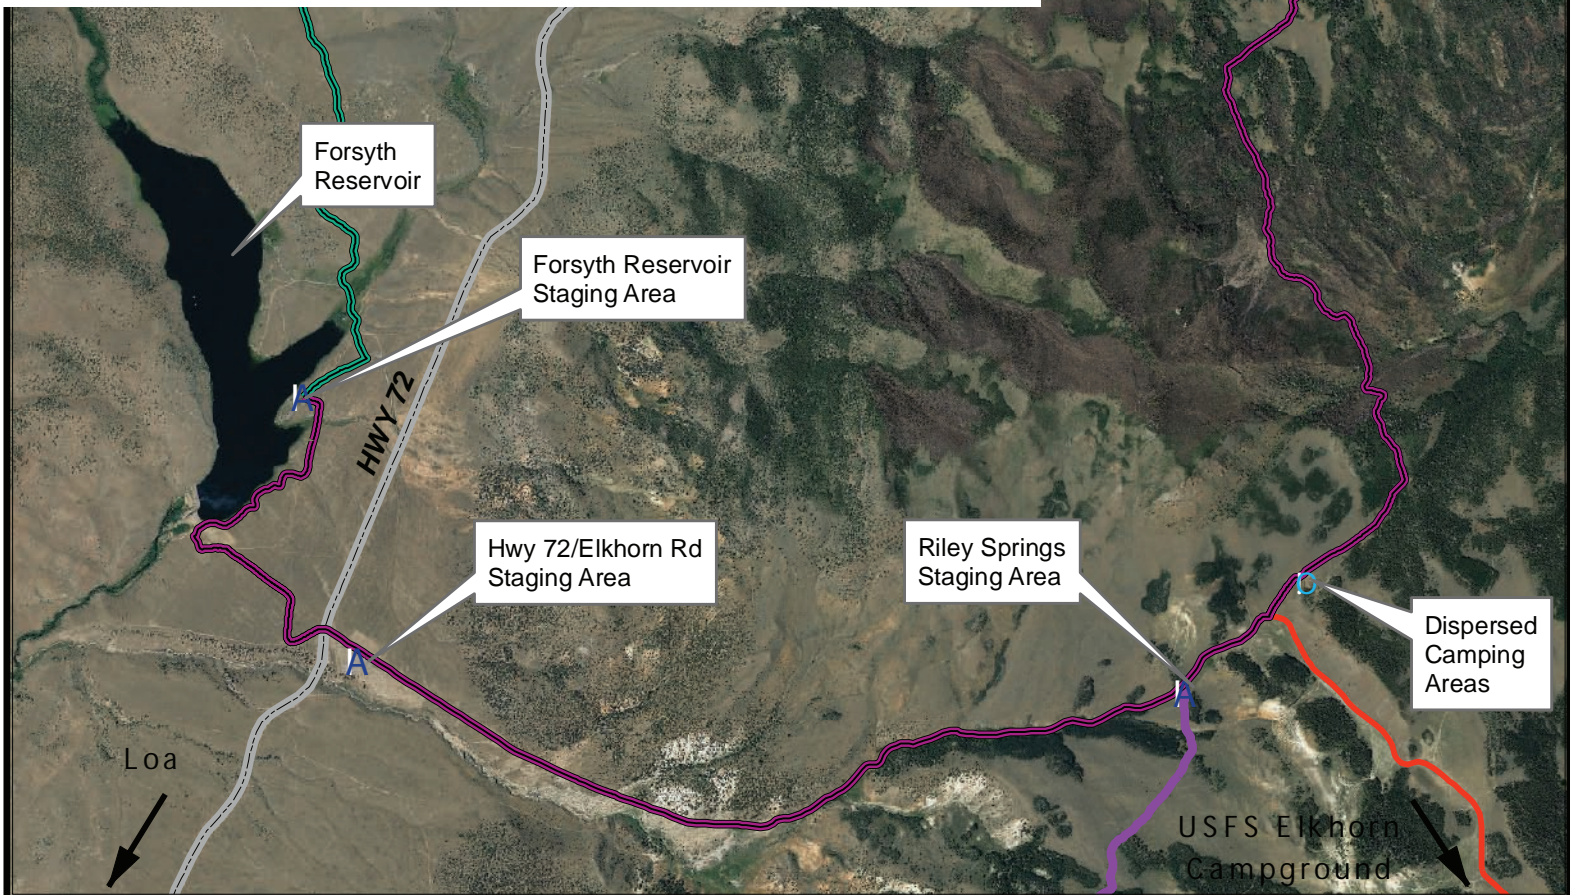 Forsyth
Reservoir
Forsyth Reservoir
Staging Area
HWY 72
A
Hwy 72/Elkhorn Rd
Staging Area
A
Riley Springs
Staging Area
A
D
Dispersed
Camping
Areas
Loa
USFS Elkhorn
Campground